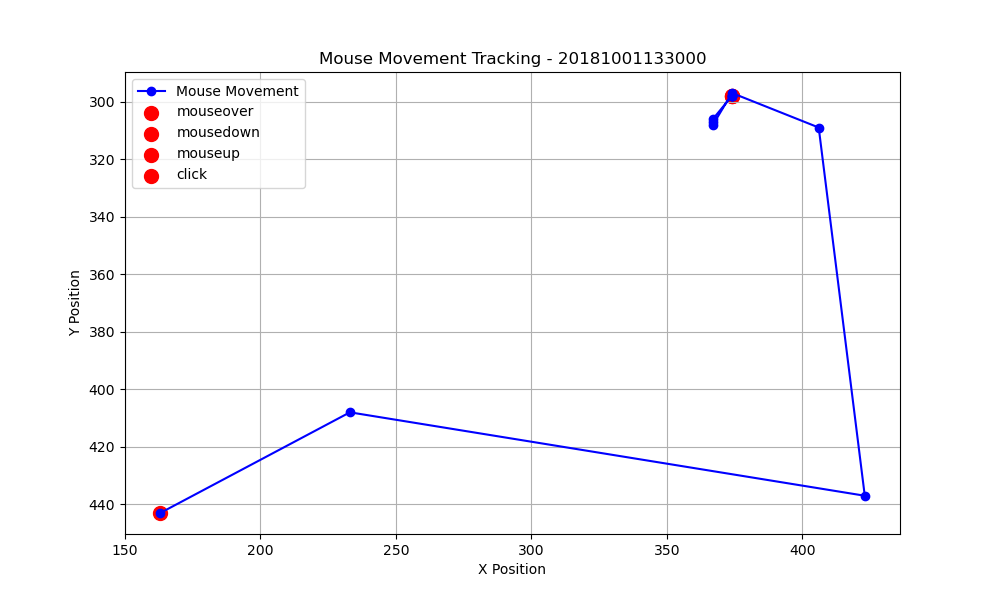 Mouse Movement Tracking - 20181001133000
Mouse Movement
mouseover
mousedown
mouseup
click
300
320
340
360
380
400
420
440
Y Position
150
200
250
300
350
400
X Position